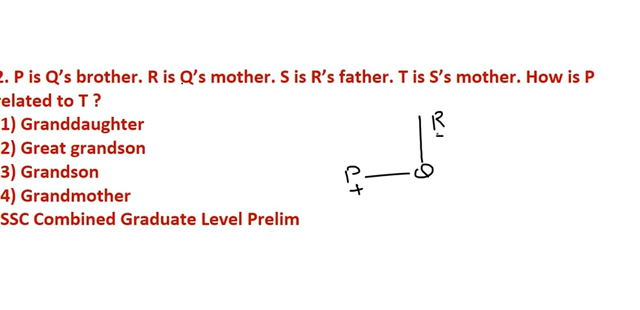 2. P is Q's brother. R is Q's mother. S is R's father. T is S's mother. How is P
related to T ?
1) Granddaughter
2) Great grandson
3) Grandson
4) Grandmother
SSC Combined Graduate Level Prelim
R
-
P Q
+